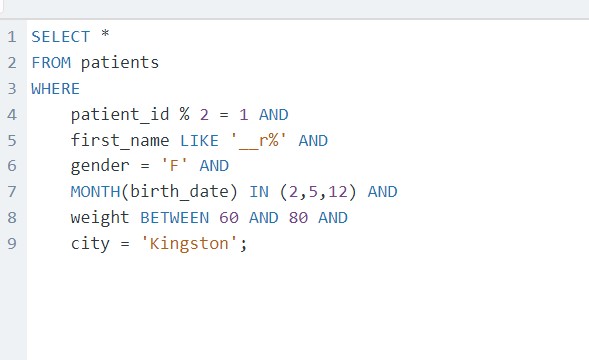 1 SELECT *
2 FROM patients
3 WHERE
4 patient_id % 2 = 1 AND
5 first_name LIKE '__r%' AND
6 gender = 'F' AND
7 MONTH(birth_date) IN (2,5,12) AND
8 weight BETWEEN 60 AND 80 AND
9 city = 'Kingston';